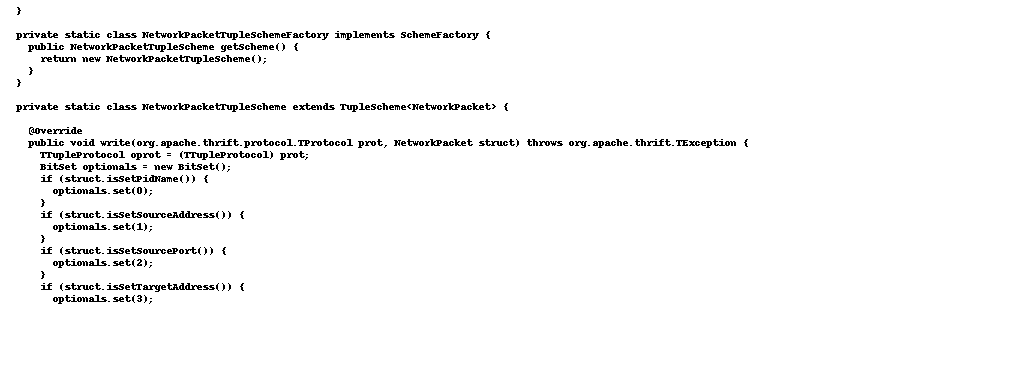 }

private static class NetworkPacketTupleSchemeFactory implements SchemeFactory {
  public NetworkPacketTupleScheme getScheme() {
    return new NetworkPacketTupleScheme();
  }
}

private static class NetworkPacketTupleScheme extends TupleScheme<NetworkPacket> {

  @Override
  public void write(org.apache.thrift.protocol.TProtocol prot, NetworkPacket struct) throws org.apache.thrift.TException {
    TTupleProtocol oprot = (TTupleProtocol) prot;
    BitSet optionals = new BitSet();
    if (struct.isSetPidName()) {
      optionals.set(0);
    }
    if (struct.isSetSourceAddress()) {
      optionals.set(1);
    }
    if (struct.isSetSourcePort()) {
      optionals.set(2);
    }
    if (struct.isSetTargetAddress()) {
      optionals.set(3);